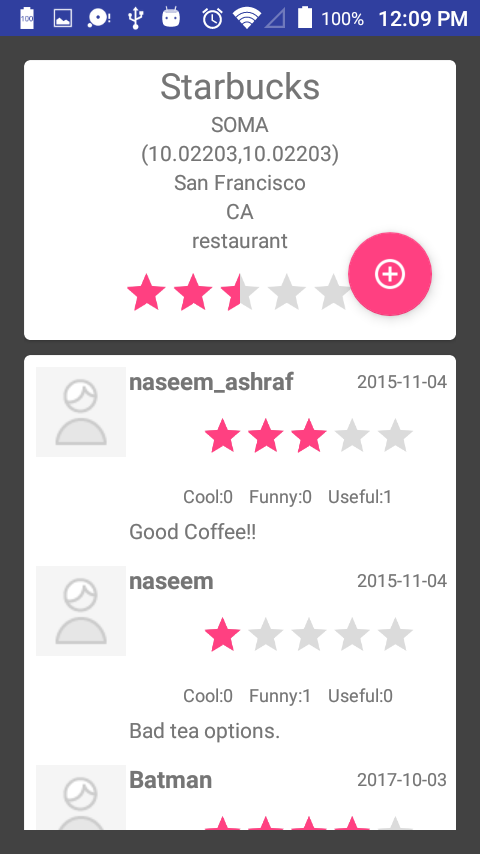 100 100% 12:09 PM
Starbucks
SOMA
(10.02203,10.02203)
San Francisco
CA
restaurant
naseem_ashraf 2015-11-04
Cool:0 Funny:0 Useful:1
Good Coffee!!
naseem 2015-11-04
Cool:0 Funny:1 Useful:0
Bad tea options.
Batman 2017-10-03